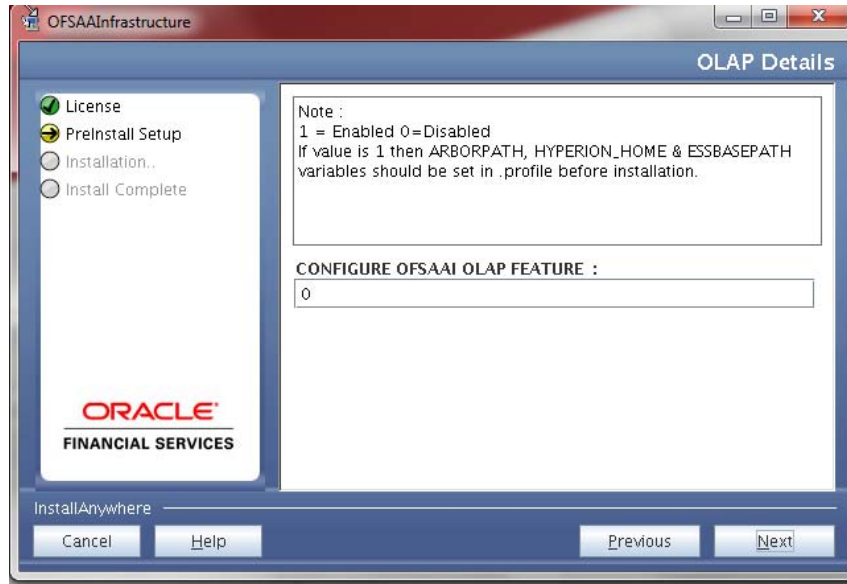 OFSAAInfrastructure
OLAP Details
License
PreInstall Setup
Installation..
Install Complete
Note :
1 = Enabled 0=Disabled
If value is 1 then ARBORPATH, HYPERION_HOME & ESSBASEPATH
variables should be set in .profile before installation.
CONFIGURE OFSAAI OLAP FEATURE :
0
ORACLE
FINANCIAL SERVICES
InstallAnywhere
Cancel Help Previous Next